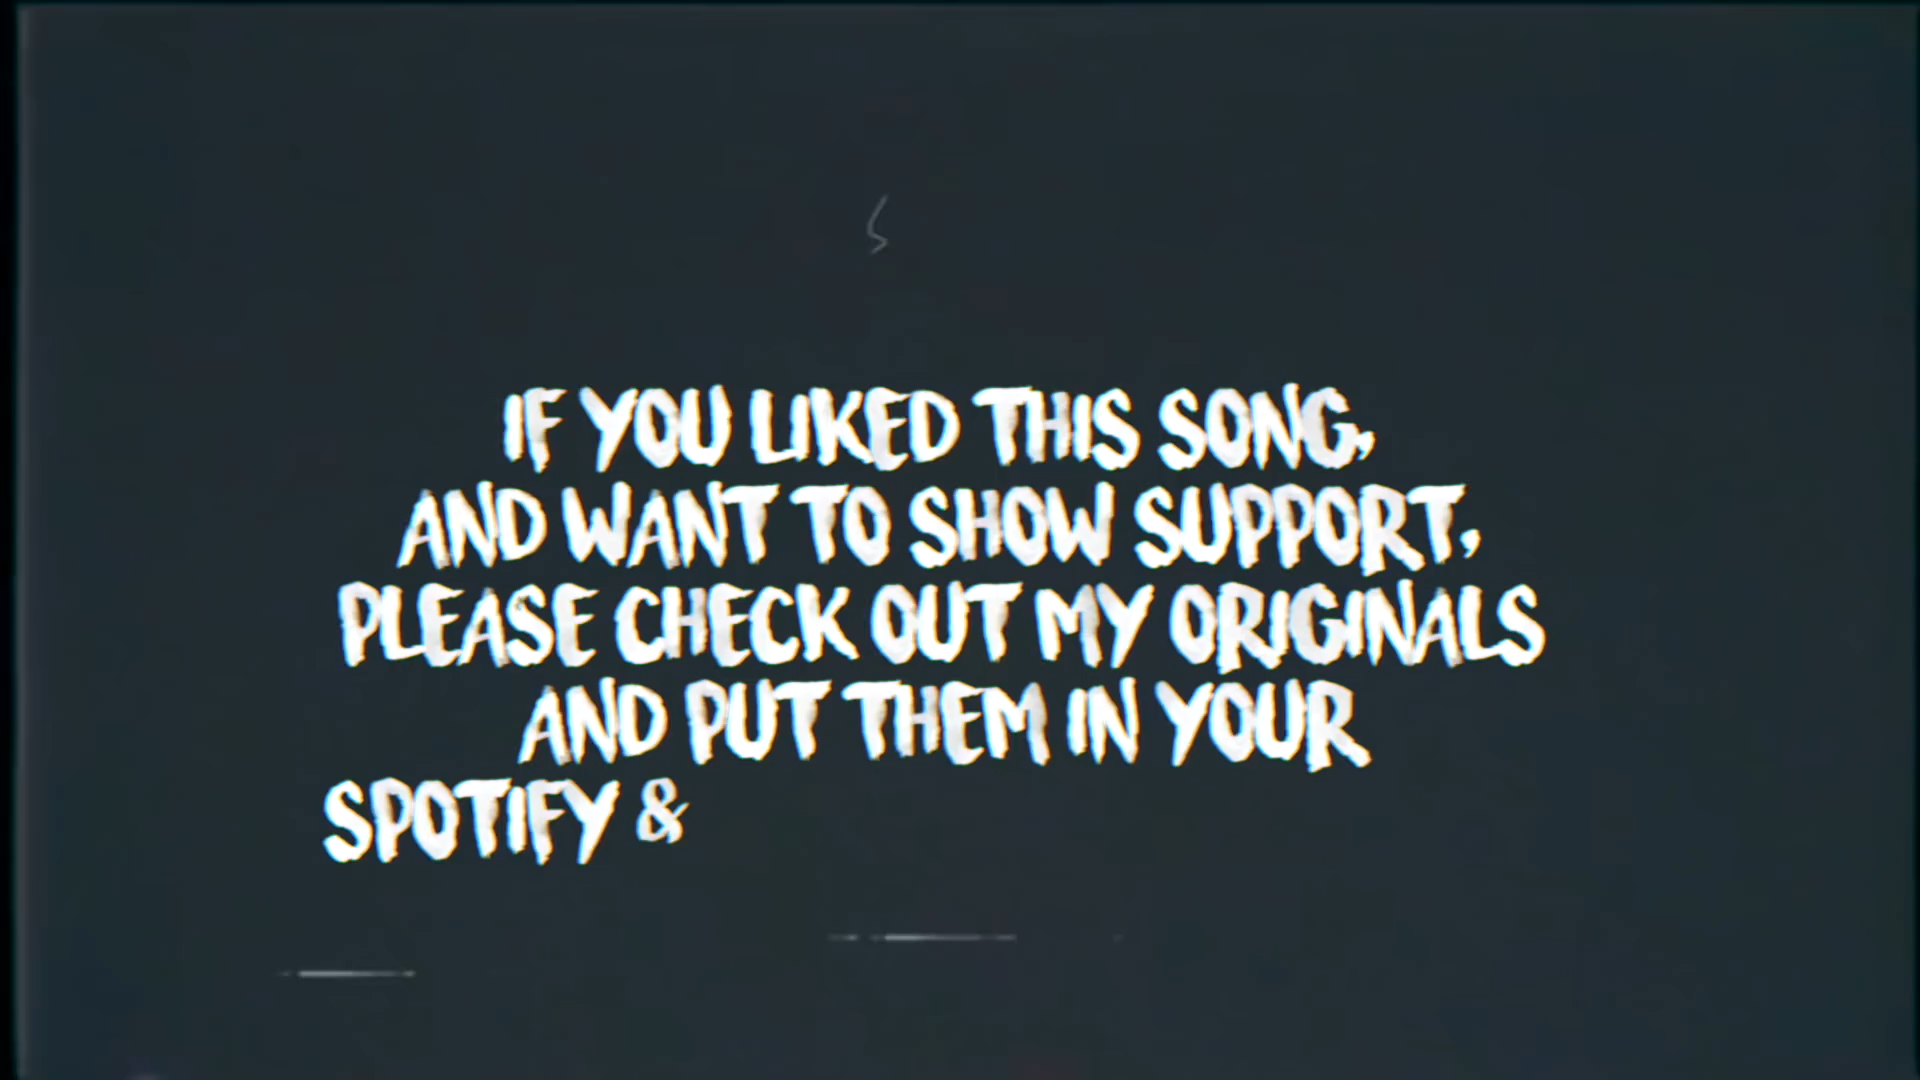 IF YOU LIKED THIS SONG,
AND WANT TO SHOW SUPPORT,
PLEASE CHECK OUT MY ORIGINALS
AND PUT THEM IN YOUR
SPOTIFY &